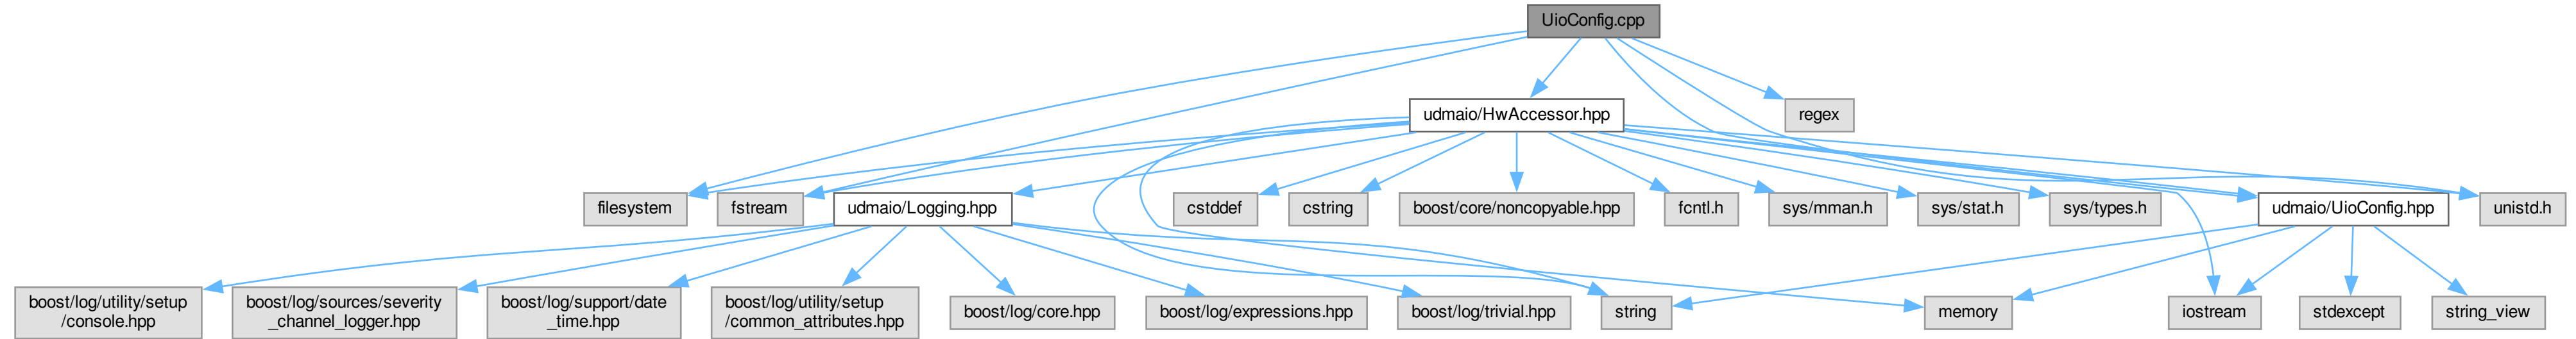 UioConfig.cpp
udmaio/HwAccessor.hpp
regex
filesystem
fstream
udmaio/Logging.hpp
cstddef
cstring
boost/core/noncopyable.hpp
fcntl.h
sys/mman.h
sys/stat.h
sys/types.h
udmaio/UioConfig.hpp
unistd.h
boost/log/utility/setup
/console.hpp
boost/log/sources/severity
_channel_logger.hpp
boost/log/support/date
_time.hpp
boost/log/utility/setup
/common_attributes.hpp
boost/log/core.hpp
boost/log/expressions.hpp
boost/log/trivial.hpp
string
memory
iostream
stdexcept
string_view